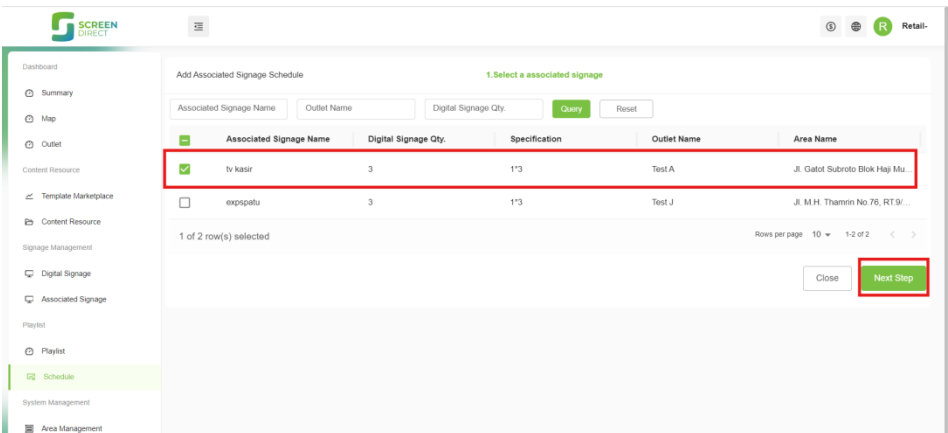 SCREEN
DIRECT
R Retail-
Dashboard
Summary
Map
Outlet
Content Resource
Template Marketplace
Content Resource
Signage Management
Digital Signage
Associated Signage
Playlist
Playlist
Schedule
System Management
Area Management
Add Associated Signage Schedule 1.Select a associated signage
Associated Signage Name Outlet Name Digital Signage Qty. Query Reset
Associated Signage Name Digital Signage Qty. Specification Outlet Name Area Name
tv kasir 3 1*3 Test A Jl. Gatot Subroto Blok Haji Mu...
expspatu 3 1*3 Test J Jl. M.H. Thamrin No.76, RT.9/...
1 of 2 row(s) selected Rows per page 10 1-2 of 2
Close Next Step